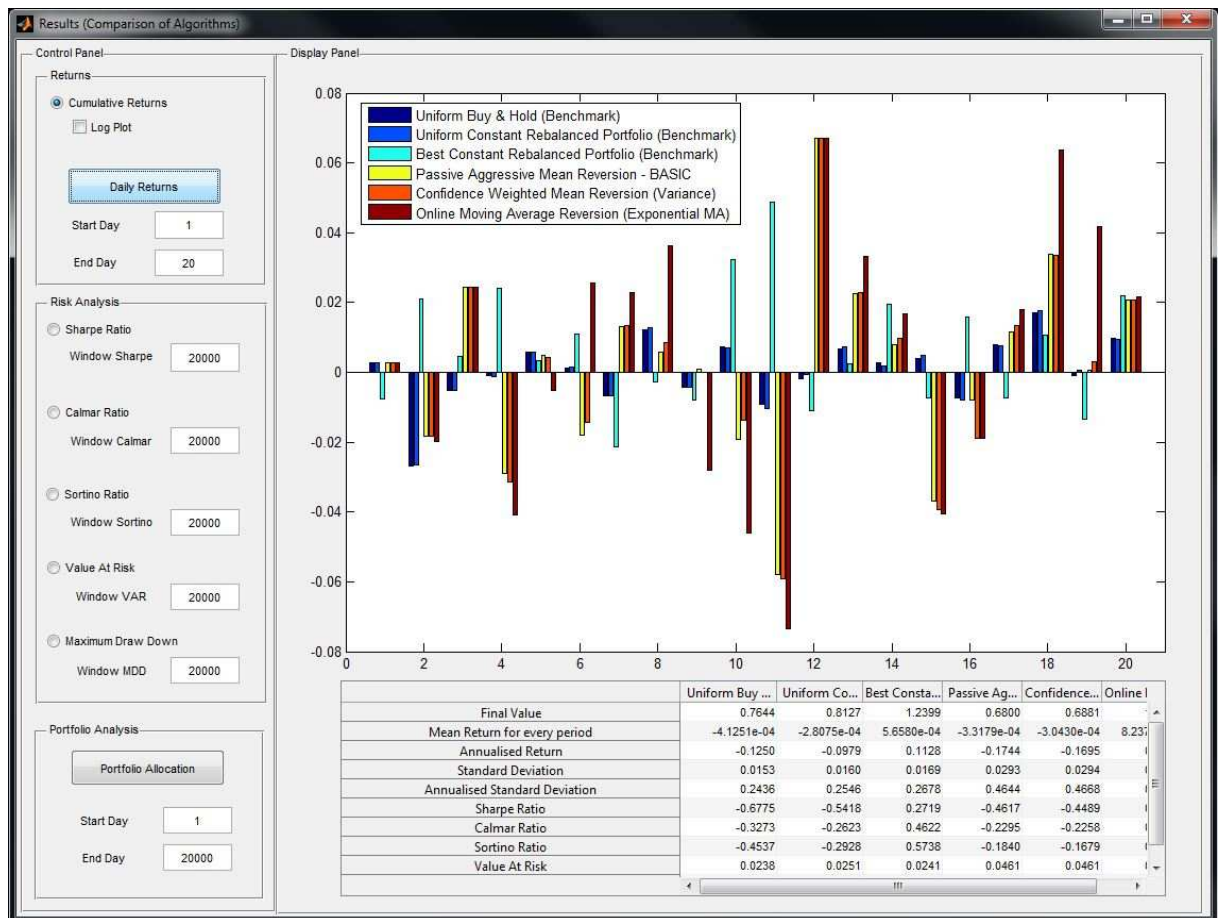 Results (Comparison of Algorithms)
Control Panel
Returns
Cumulative Returns
Log Plot
Daily Returns
Start Day 1
End Day 20
Risk Analysis
Sharpe Ratio
Window Sharpe 20000
Calmar Ratio
Window Calmar 20000
Sortino Ratio
Window Sortino 20000
Value At Risk
Window VAR 20000
Maximum Draw Down
Window MDD 20000
Portfolio Analysis
Portfolio Allocation
Start Day 1
End Day 20000
Display Panel
0.08
0.06
0.04
0.02
0
-0.02
-0.04
-0.06
-0.08
Uniform Buy & Hold (Benchmark)
Uniform Constant Rebalanced Portfolio (Benchmark)
Best Constant Rebalanced Portfolio (Benchmark)
Passive Aggressive Mean Reversion - BASIC
Confidence Weighted Mean Reversion (Variance)
Online Moving Average Reversion (Exponential MA)
0 2 4 6 8 10 12 14 16 18 20
Uniform Buy ... Uniform Co... Best Consta... Passive Ag... Confidence... Online
Final Value 0.7644 0.8127 1.2399 0.6800 0.6881
Mean Return for every period -4.1251e-04 -2.8075e-04 5.6580e-04 -3.3179e-04 -3.0430e-04 8.237
Annualised Return -0.1250 -0.0979 0.1128 -0.1744 -0.1695
Standard Deviation 0.0153 0.0160 0.0169 0.0293 0.0294
Annualised Standard Deviation 0.2436 0.2546 0.2678 0.4644 0.4668
Sharpe Ratio -0.6775 -0.5418 0.2719 -0.4617 -0.4489
Calmar Ratio -0.3273 -0.2623 0.4622 -0.2295 -0.2258
Sortino Ratio -0.4537 -0.2928 0.5738 -0.1840 -0.1679
Value At Risk 0.0238 0.0251 0.0241 0.0461 0.0461